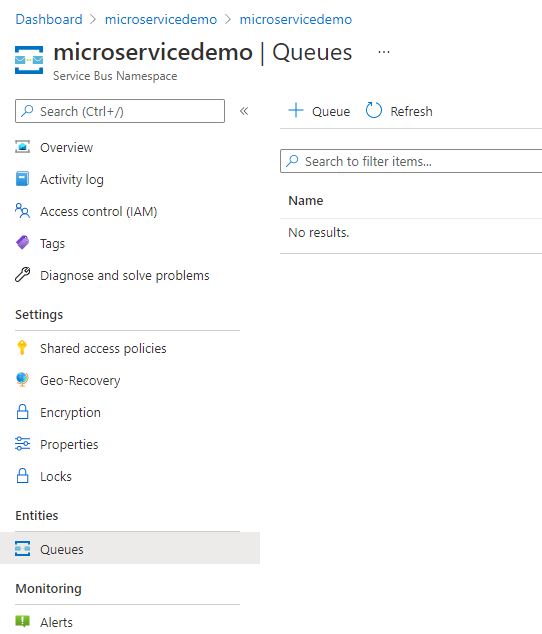 Dashboard > microservicedemo > microservicedemo
microservicedemo | Queues ...
Service Bus Namespace
Search (Ctrl+/) «
Overview
Activity log
Access control (IAM)
Tags
Diagnose and solve problems
Settings
Shared access policies
Geo-Recovery
Encryption
Properties
Locks
Entities
Queues
Monitoring
Alerts
+ Queue Refresh
Search to filter items...
Name
No results.